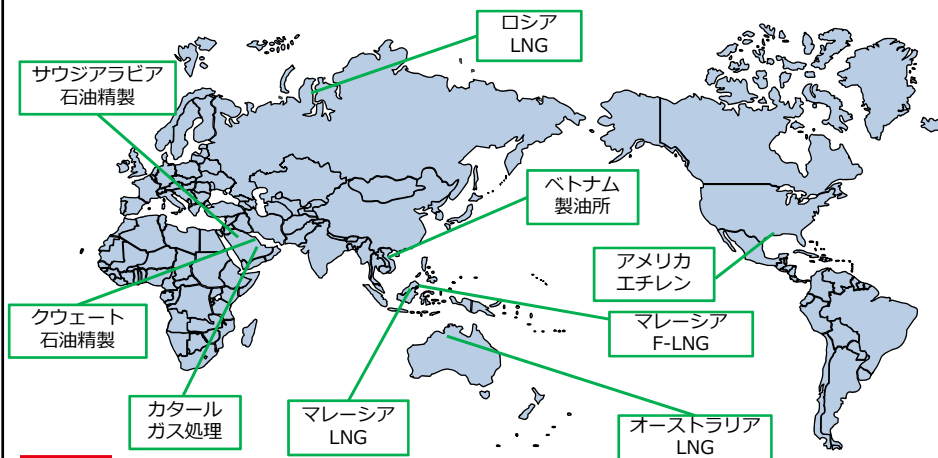 ロシア
LNG
サウジアラビア
石油精製
ベトナム
製油所
アメリカ
エチレン
クウェート
石油精製
マレーシア
F-LNG
カタール
ガス処理
マレーシア
LNG
オーストラリア
LNG